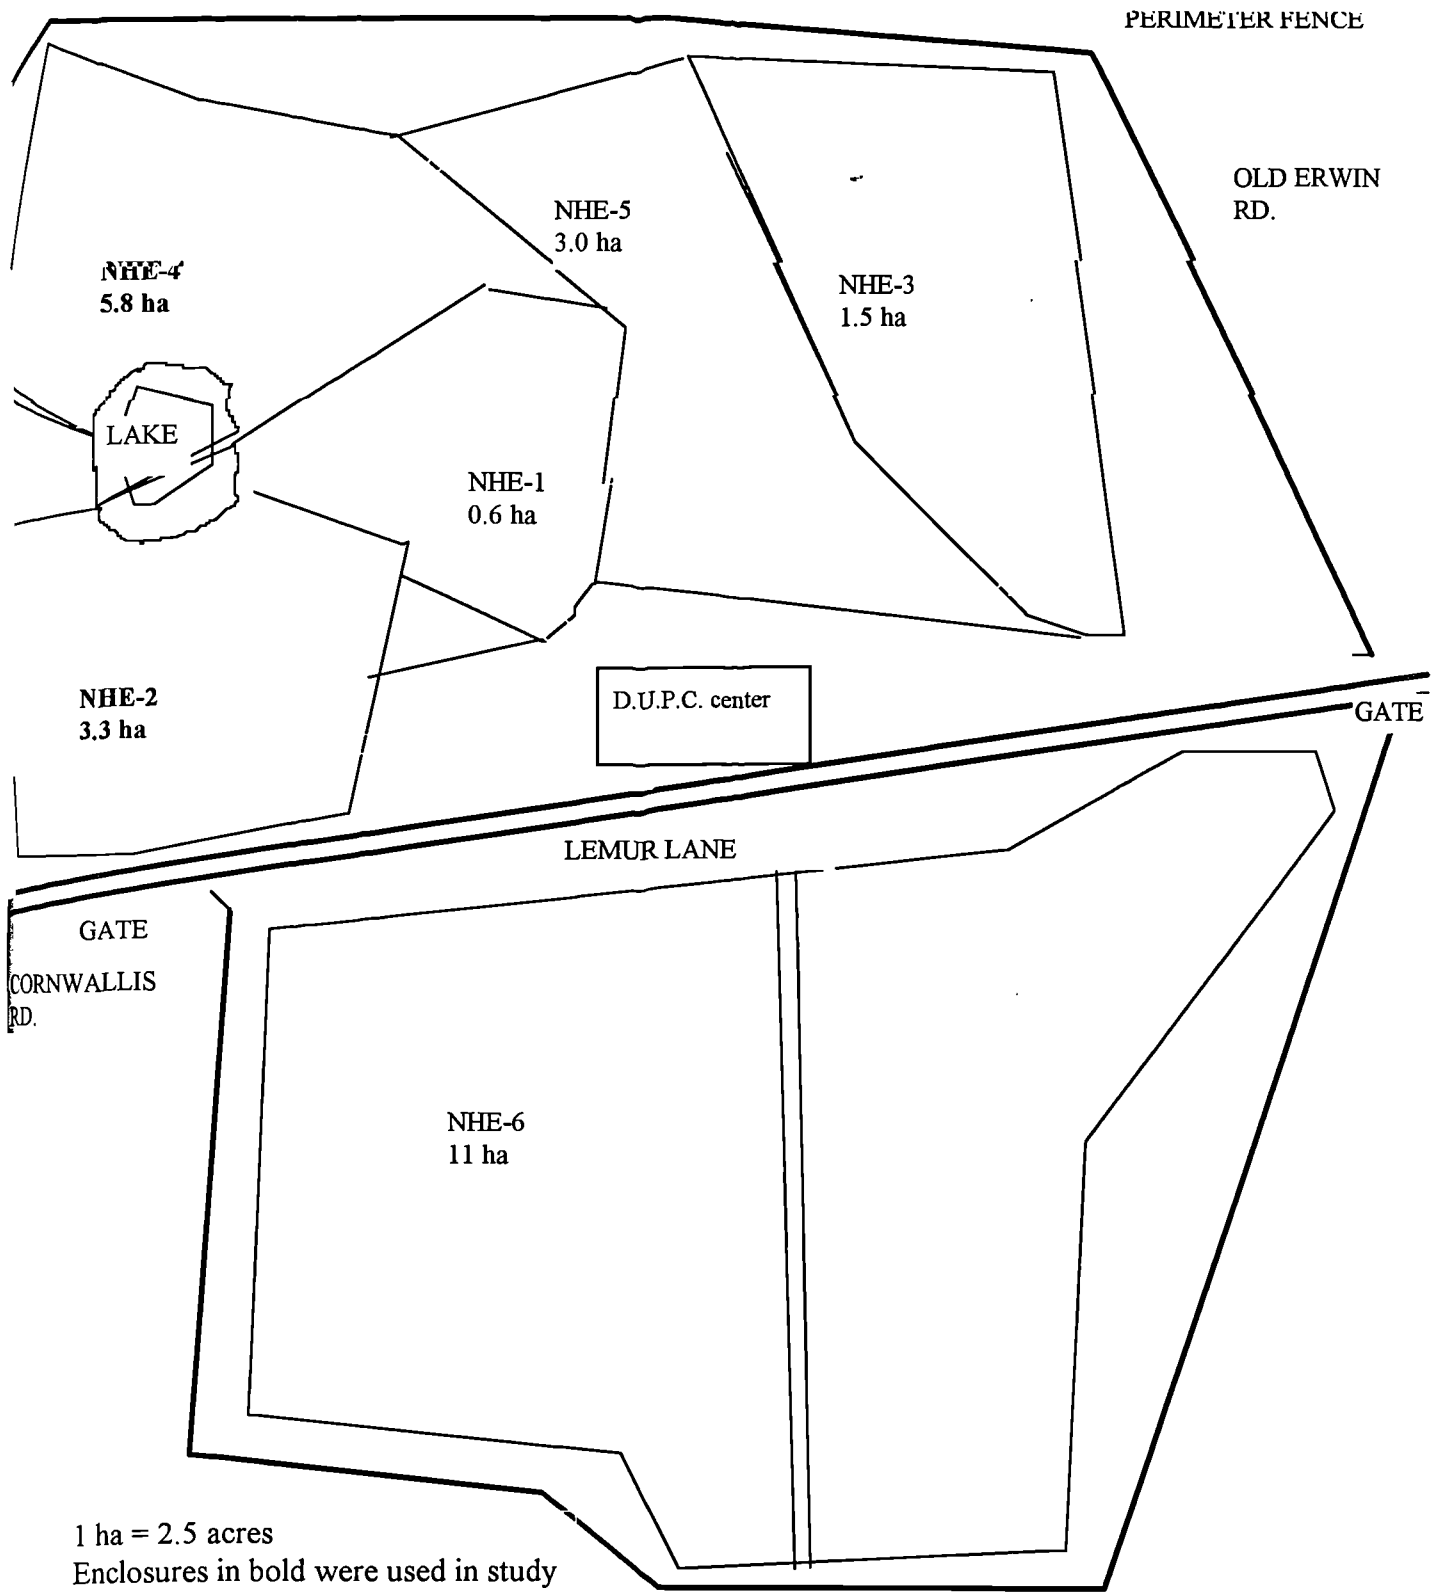 PERIMETER FENCE
OLD ERWIN
RD.
NHE-5
3.0 ha
NHE-4
5.8 ha
NHE-3
1.5 ha
LAKE
NHE-1
0.6 ha
NHE-2
3.3 ha
D.U.P.C. center
GATE
LEMUR LANE
GATE
CORNWALLIS
RD.
NHE-6
11 ha
1 ha = 2.5 acres
Enclosures in bold were used in study